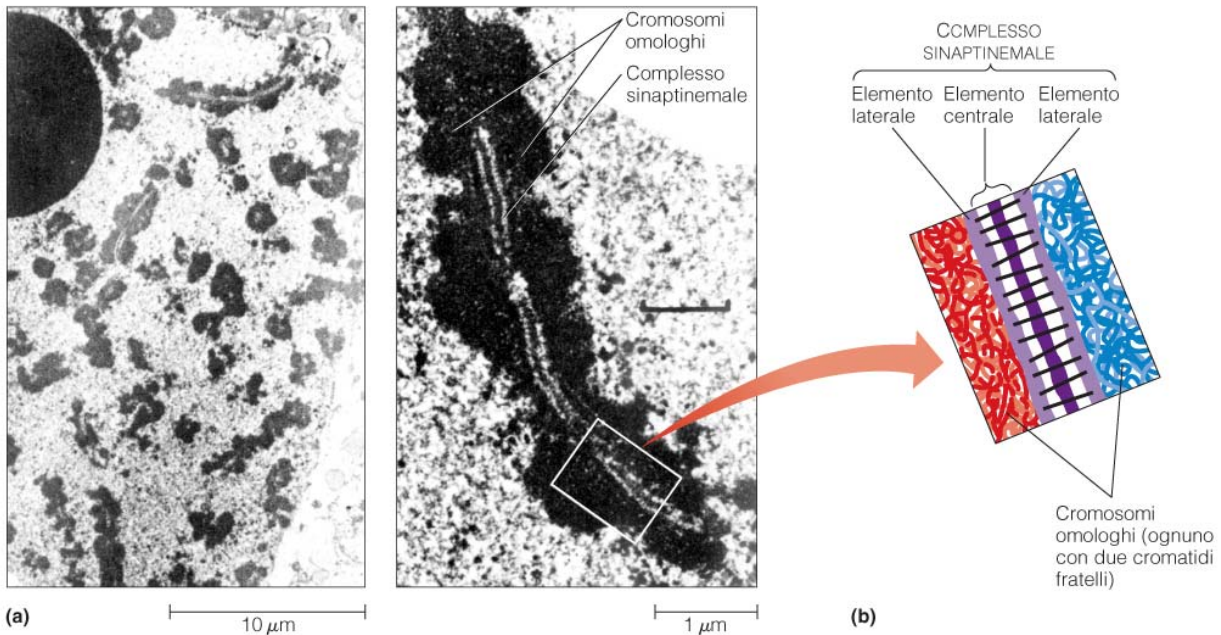 Cromosomi
omologhi
Complesso
sinaptinemale
CCMPLESSO
SINAPTINEMALE
Elemento
laterale
Elemento
centrale
Elemento
laterale
Cromosomi
omologhi (ognuno
con due cromatidi
fratelli)
(a)
10 μm
1 μm
(b)